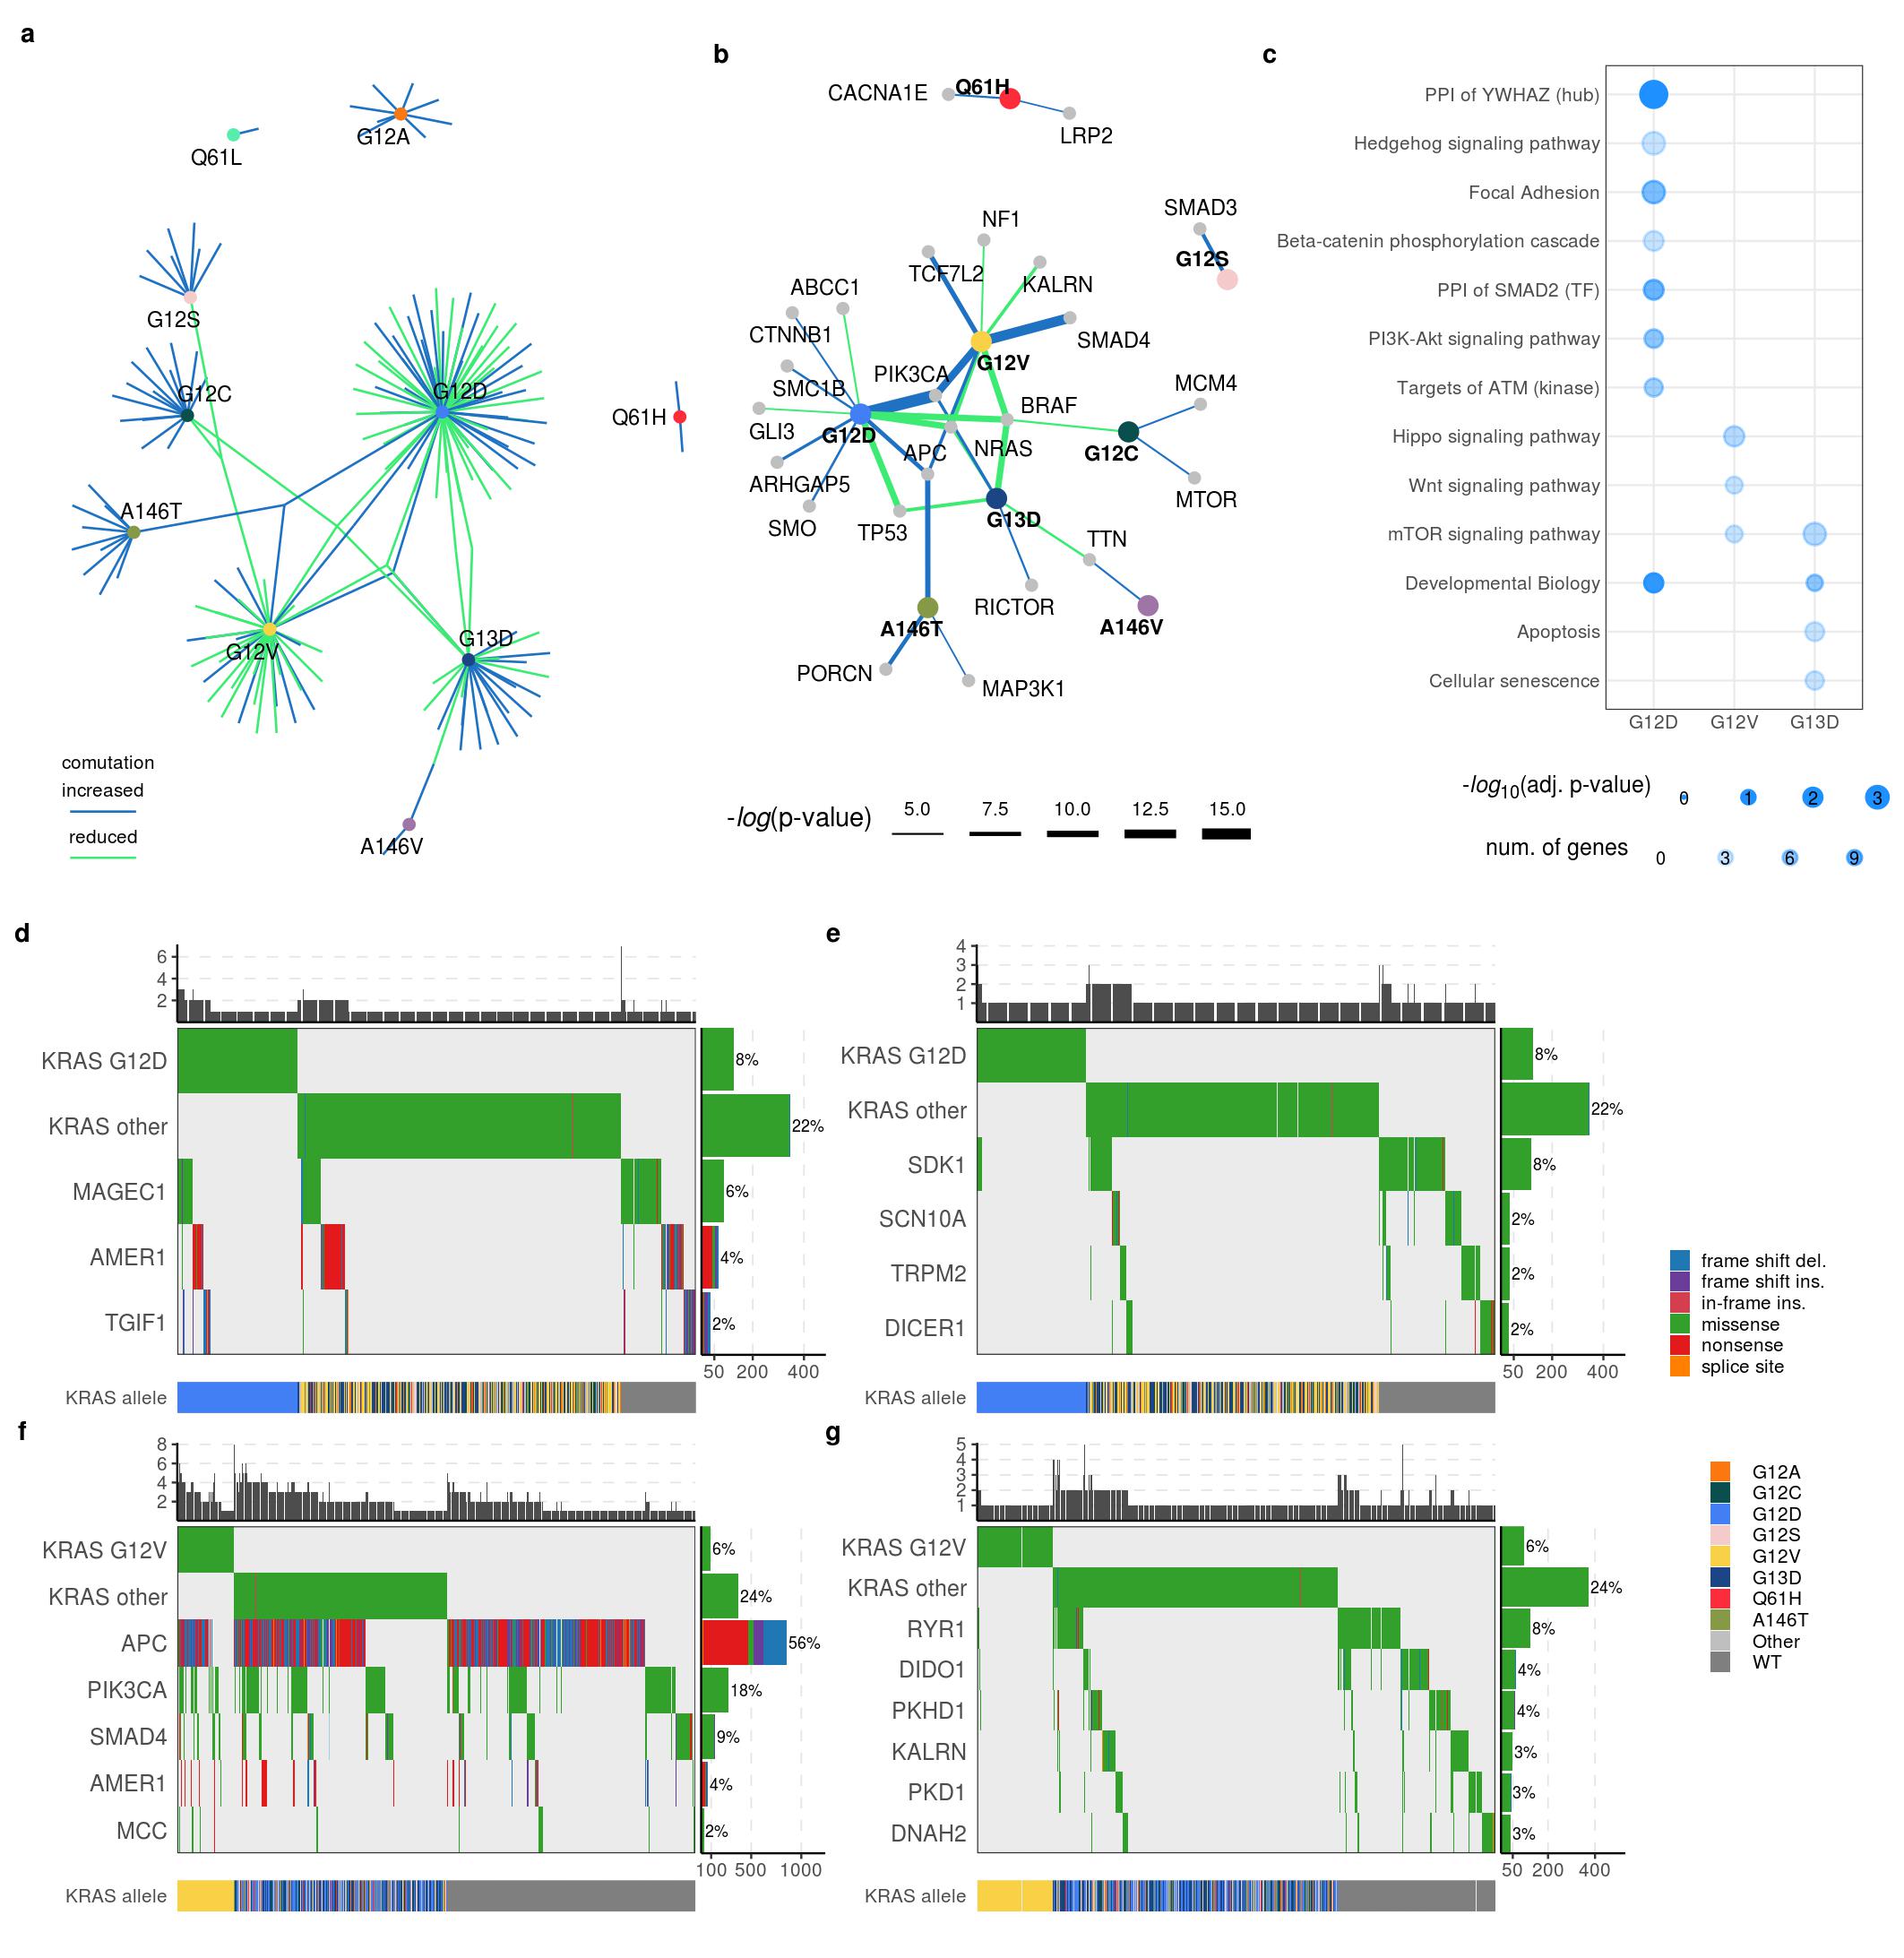 a
Q61L
G12A
G12S
G12C
G12D
Q61H
A146T
G12V
G13D
A146V
comutation
increased
reduced
b
CACNA1E
Q61H
LRP2
SMAD3
G12S
NF1
TCF7L2
KALRN
ABCC1
CTNNB1
SMAD4
G12V
PIK3CA
SMC1B
MCM4
BRAF
GLI3
G12D
APC
NRAS
G12C
ARHGAP5
MTOR
SMO
TP53
G13D
TTN
RICTOR
A146T
A146V
PORCN
MAP3K1
-log(p-value)
5.0 7.5 10.0 12.5 15.0
c
PPI of YWHAZ (hub)
Hedgehog signaling pathway
Focal Adhesion
Beta-catenin phosphorylation cascade
PPI of SMAD2 (TF)
PI3K-Akt signaling pathway
Targets of ATM (kinase)
Hippo signaling pathway
Wnt signaling pathway
mTOR signaling pathway
Developmental Biology
Apoptosis
Cellular senescence
G12D G12V G13D
-log10(adj. p-value) 0 1 2 3
num. of genes 0 3 6 9
d
6
4
2
KRAS G12D 8%
KRAS other 22%
MAGEC1 6%
AMER1 4%
TGIF1 2%
50 200 400
KRAS allele
e
4
3
2
1
KRAS G12D 8%
KRAS other 22%
SDK1 8%
SCN10A 2%
TRPM2 2%
DICER1 2%
50 200 400
KRAS allele
frame shift del.
frame shift ins.
in-frame ins.
missense
nonsense
splice site
f
8
6
4
2
KRAS G12V 6%
KRAS other 24%
APC 56%
PIK3CA 18%
SMAD4 9%
AMER1 4%
MCC 2%
100 500 1000
KRAS allele
g
5
4
3
2
1
KRAS G12V 6%
KRAS other 24%
RYR1 8%
DIDO1 4%
PKHD1 4%
KALRN 3%
PKD1 3%
DNAH2 3%
50 200 400
KRAS allele
G12A
G12C
G12D
G12S
G12V
G13D
Q61H
A146T
Other
WT